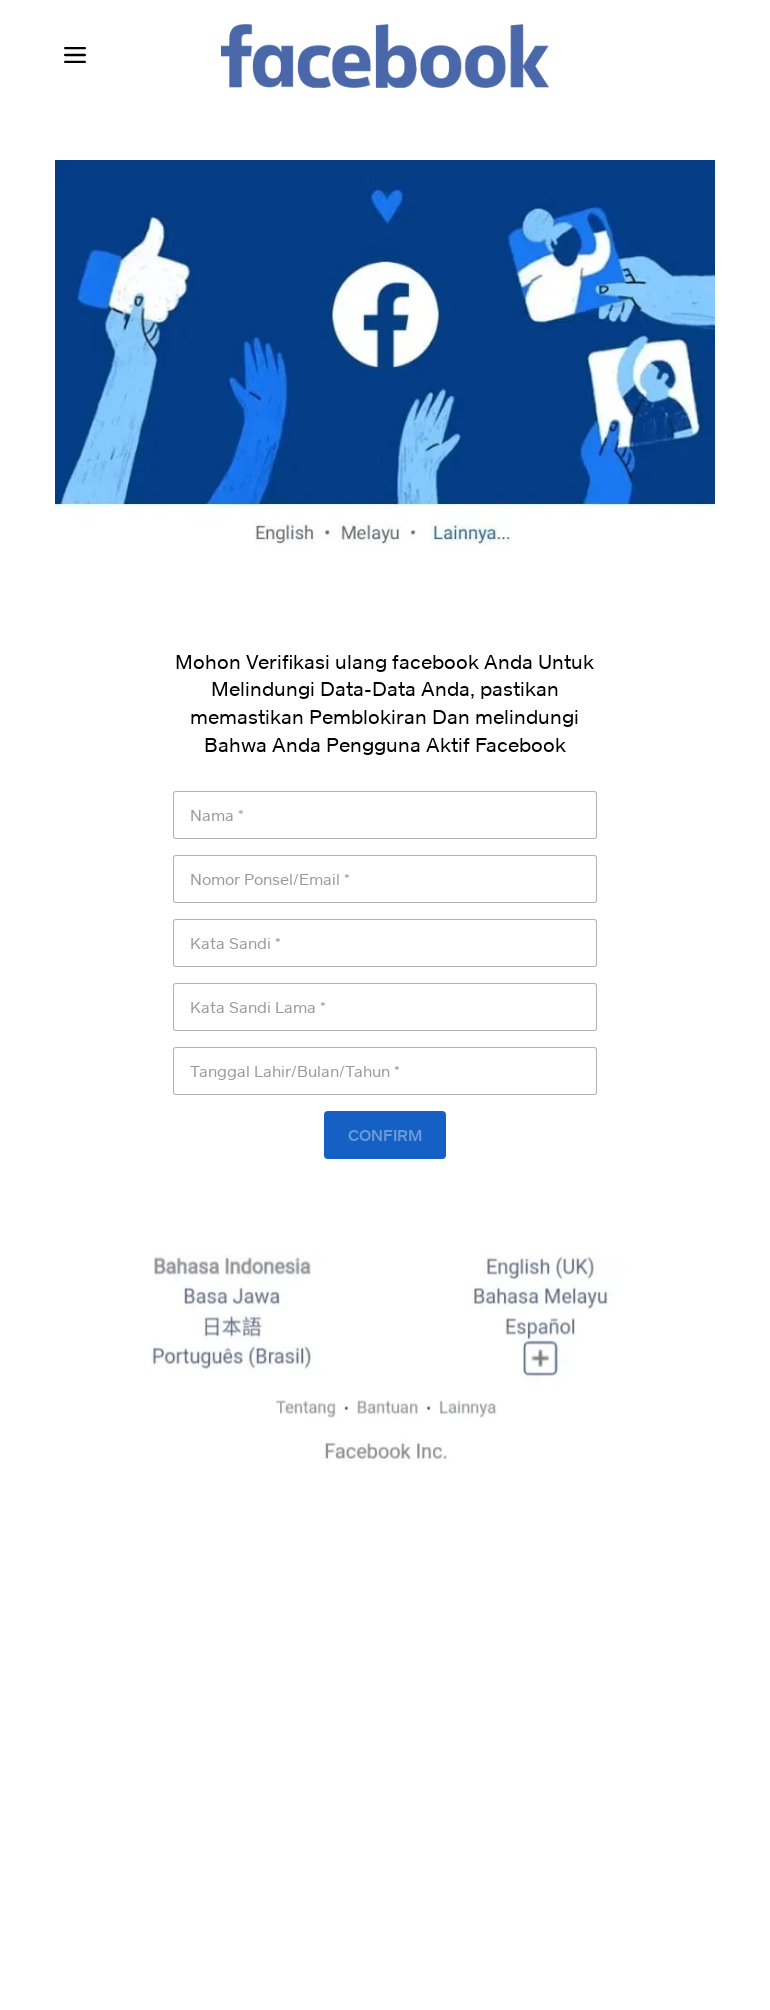 facebook
English • Melayu • Lainnya...
Mohon Verifikasi ulang facebook Anda Untuk
Melindungi Data-Data Anda, pastikan
memastikan Pemblokiran Dan melindungi
Bahwa Anda Pengguna Aktif Facebook
Nama *
Nomor Ponsel/Email *
Kata Sandi *
Kata Sandi Lama *
Tanggal Lahir/Bulan/Tahun *
CONFIRM
Bahasa Indonesia
Basa Jawa
日本語
Português (Brasil)
English (UK)
Bahasa Melayu
Español
Tentang • Bantuan • Lainnya
Facebook Inc.